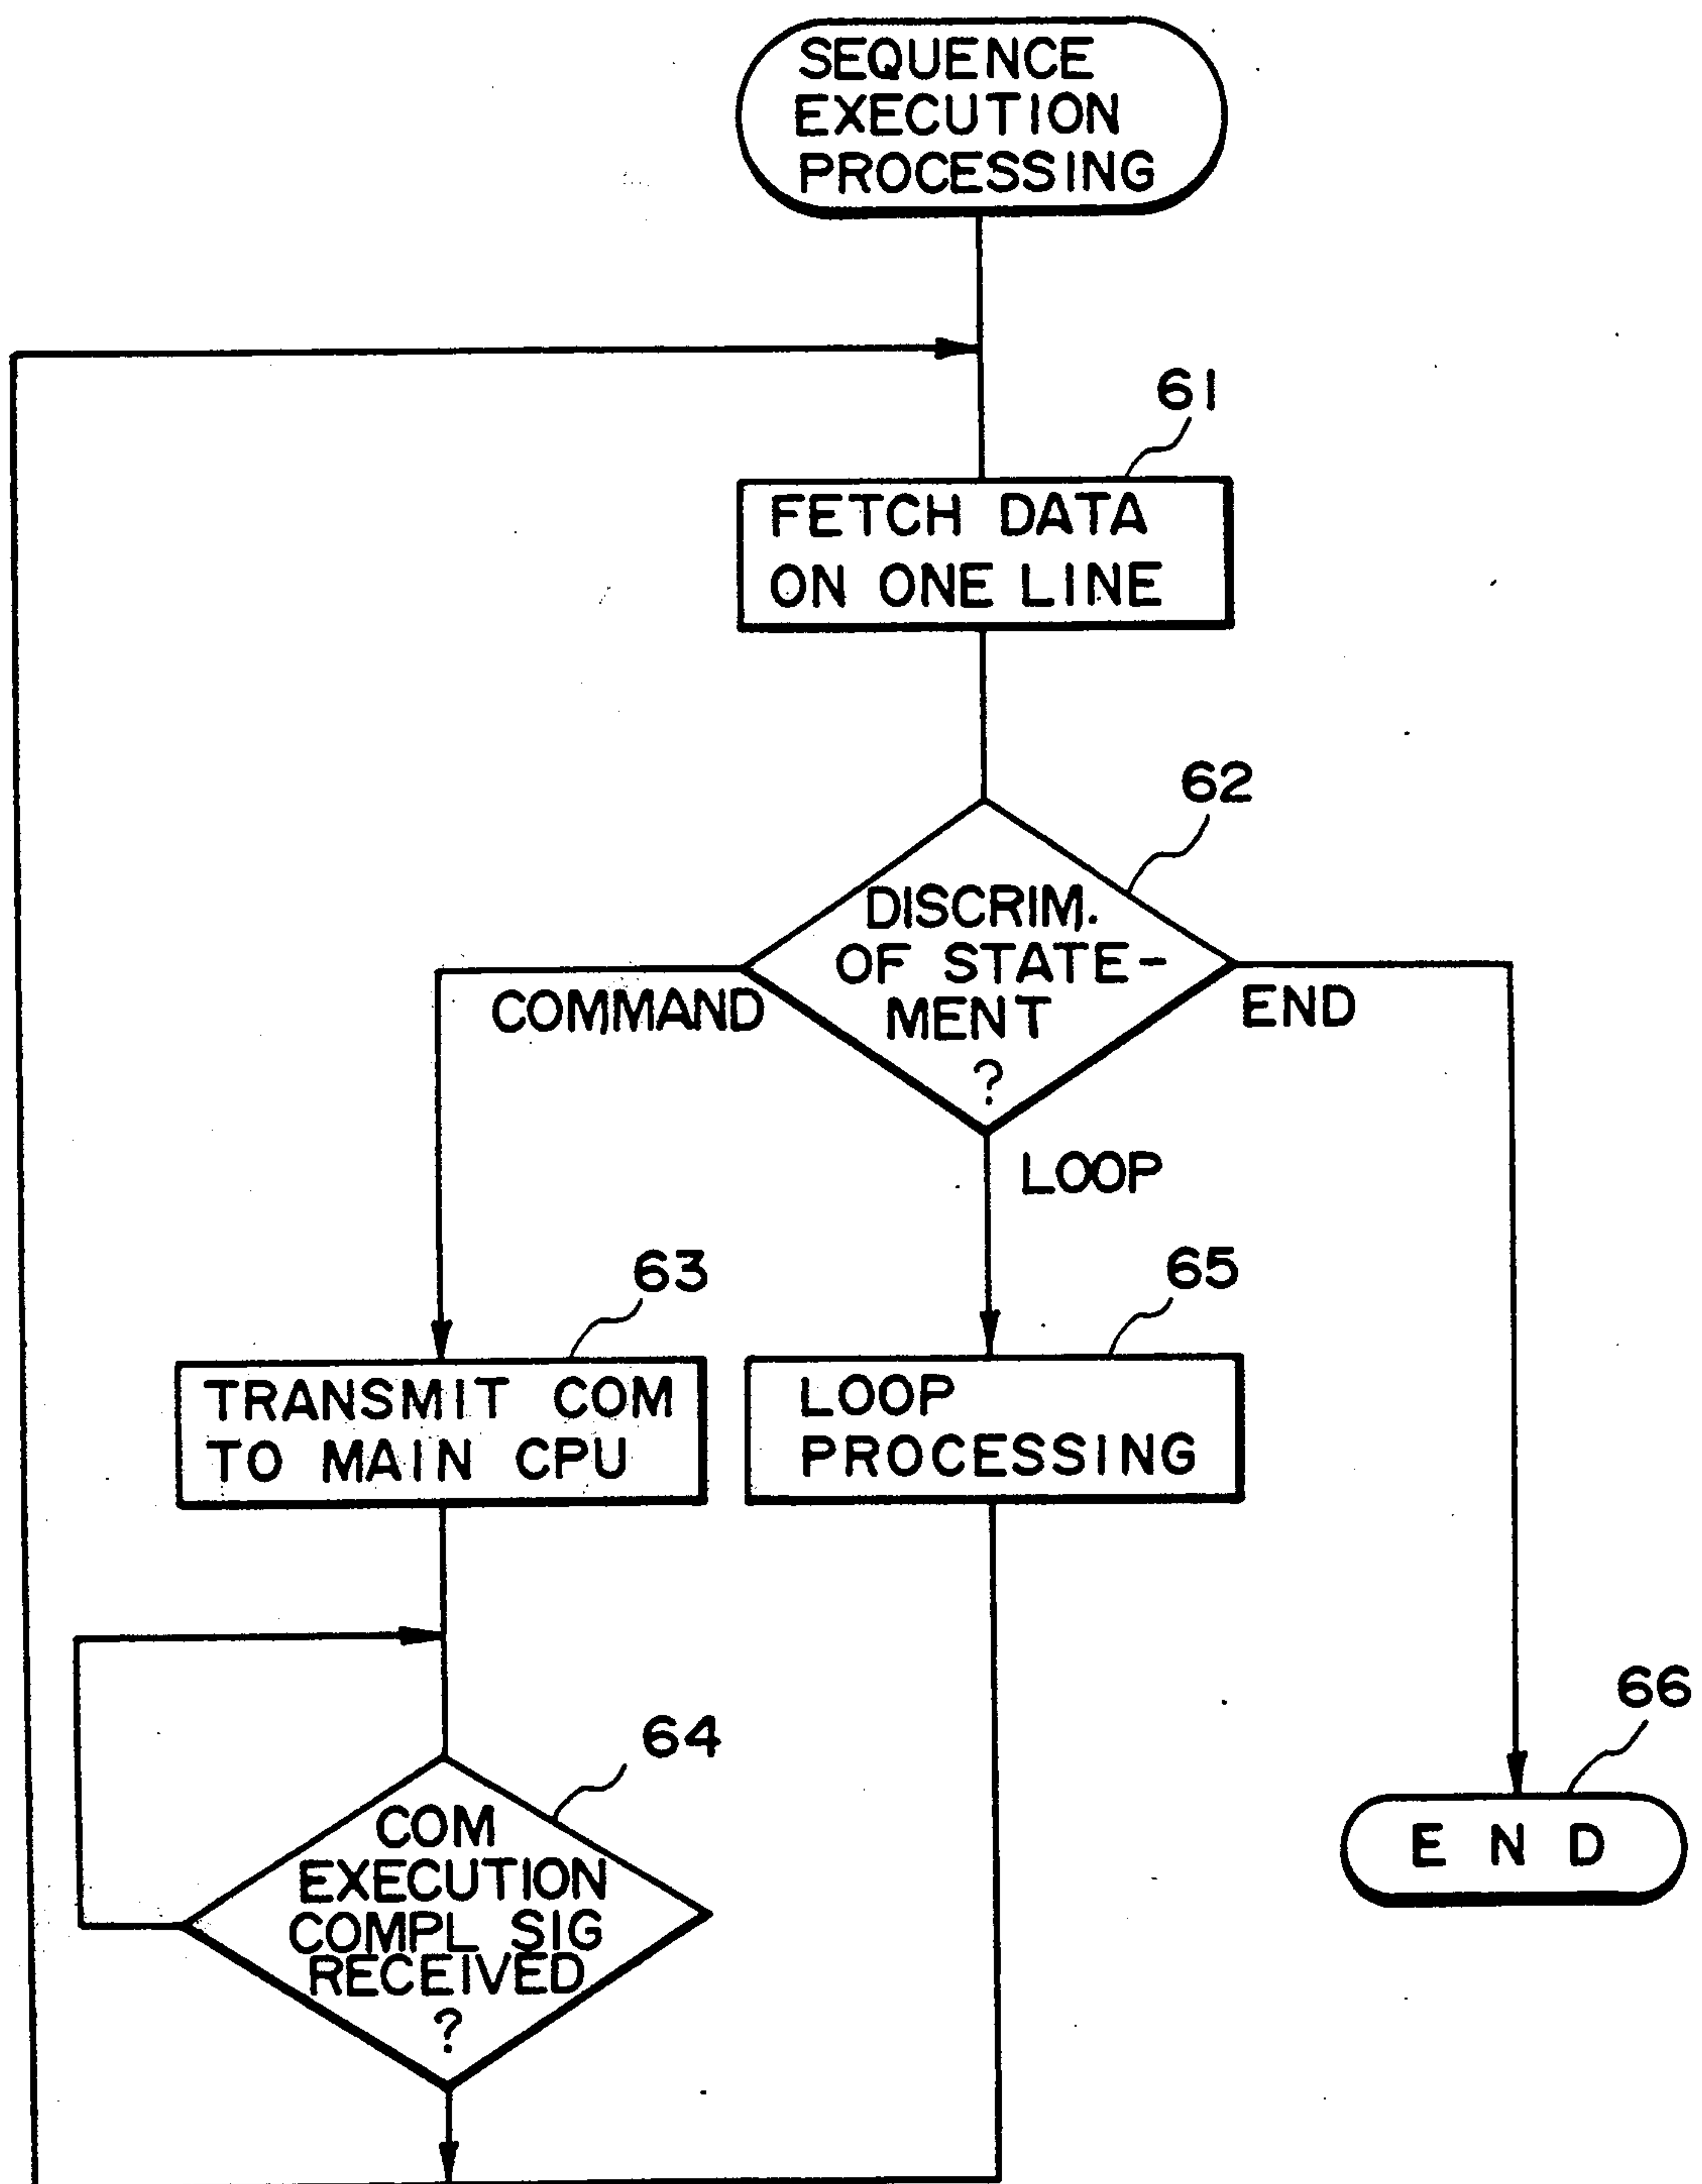 SEQUENCE
EXECUTION
PROCESSING
61
FETCH DATA
ON ONE LINE
62
DISCRIM.
OF STATE-
MENT
?
COMMAND
END
LOOP
63
65
TRANSMIT COM
TO MAIN CPU
LOOP
PROCESSING
64
66
COM
EXECUTION
COMPL SIG
RECEIVED
?
END